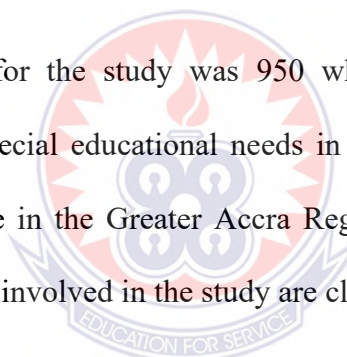 for the study was 950 wh
ecial educational needs in
e in the Greater Accra Reg
involved in the study are cl
EDUCATION FOR SERVICE